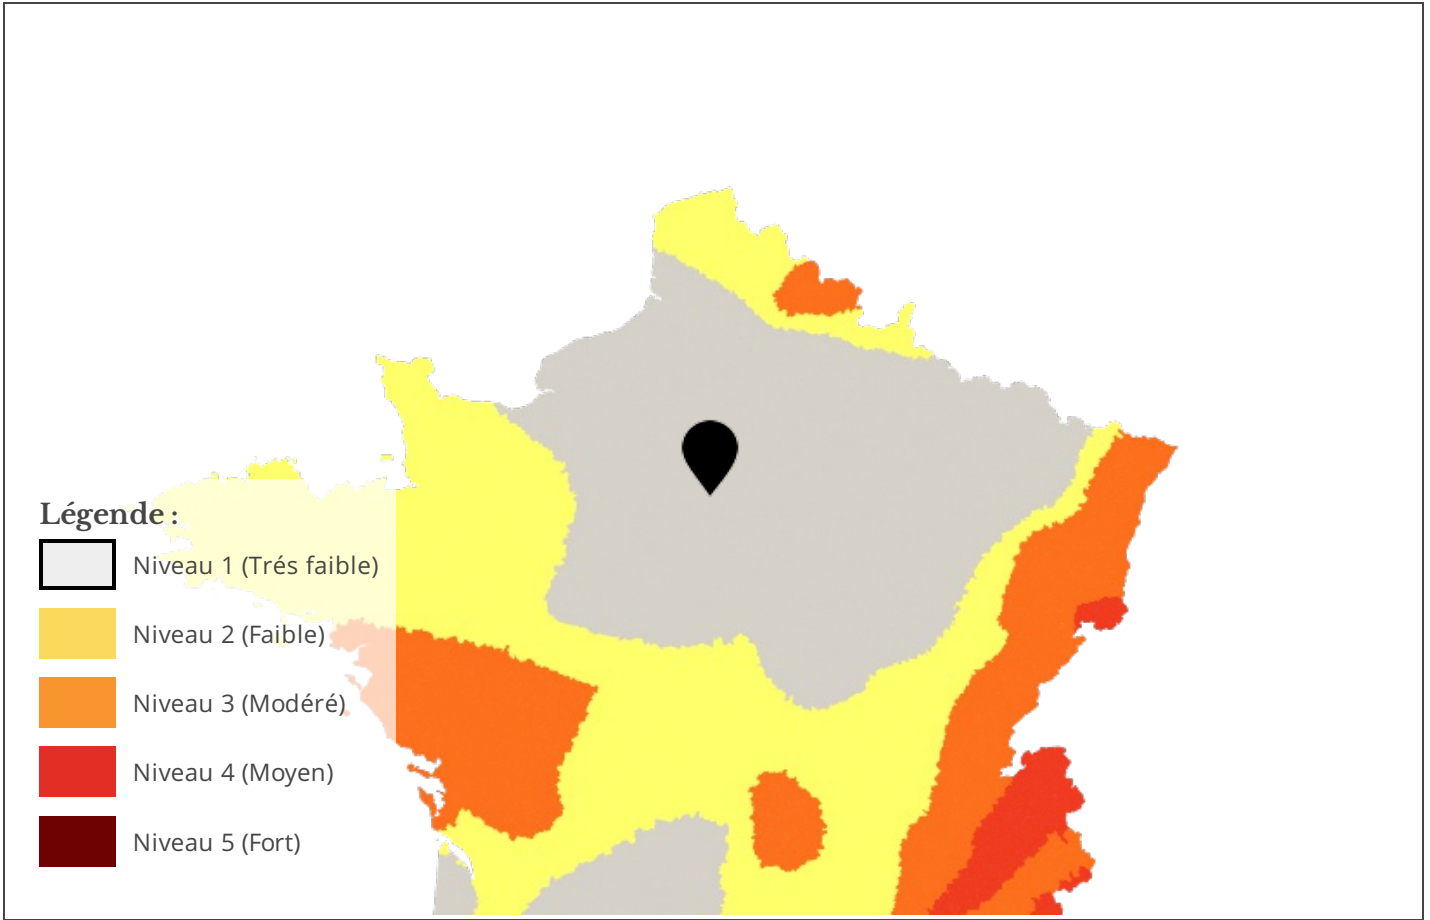 Légende :
Niveau 1 (Trés faible)
Niveau 2 (Faible)
Niveau 3 (Modéré)
Niveau 4 (Moyen)
Niveau 5 (Fort)